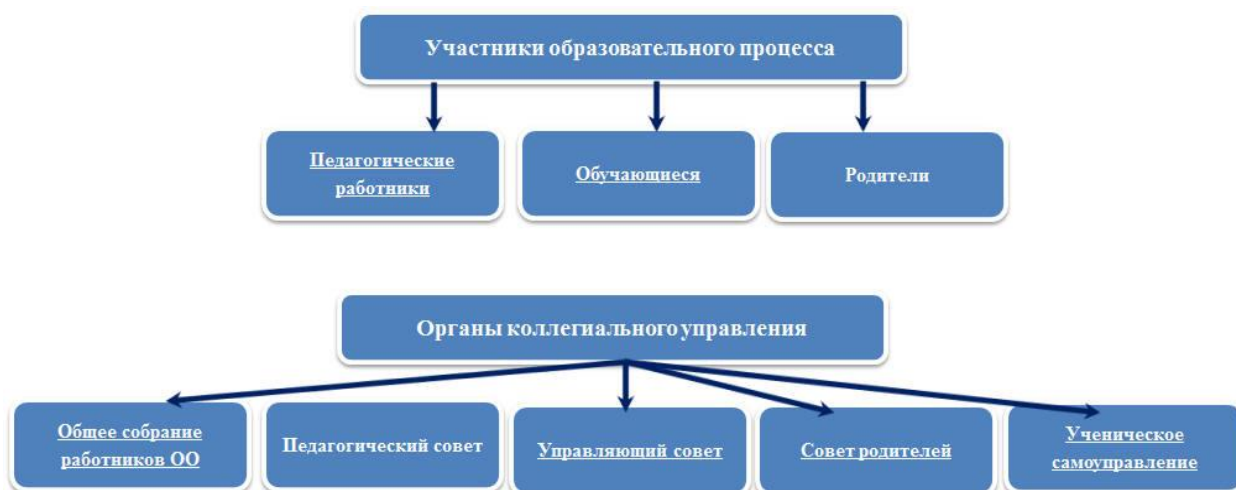 Участники образовательного процесса
Педагогические
работники
Обучающиеся
Родители
Органы коллегиального управления
Общее собрание
работников ОО
Педагогический совет
Управляющий совет
Совет родителей
Ученическое
самоуправление